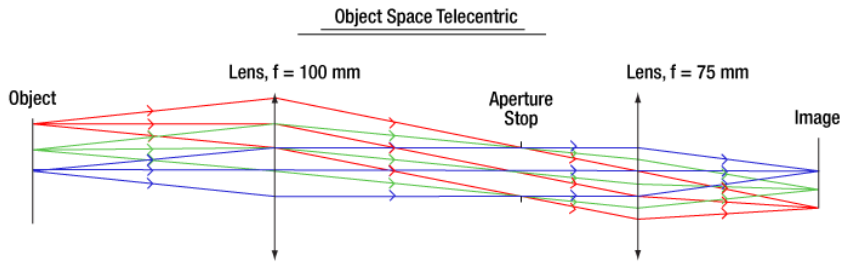 Object Space Telecentric
Lens, f = 100 mm
Lens, f = 75 mm
Object
Aperture
Stop
Image